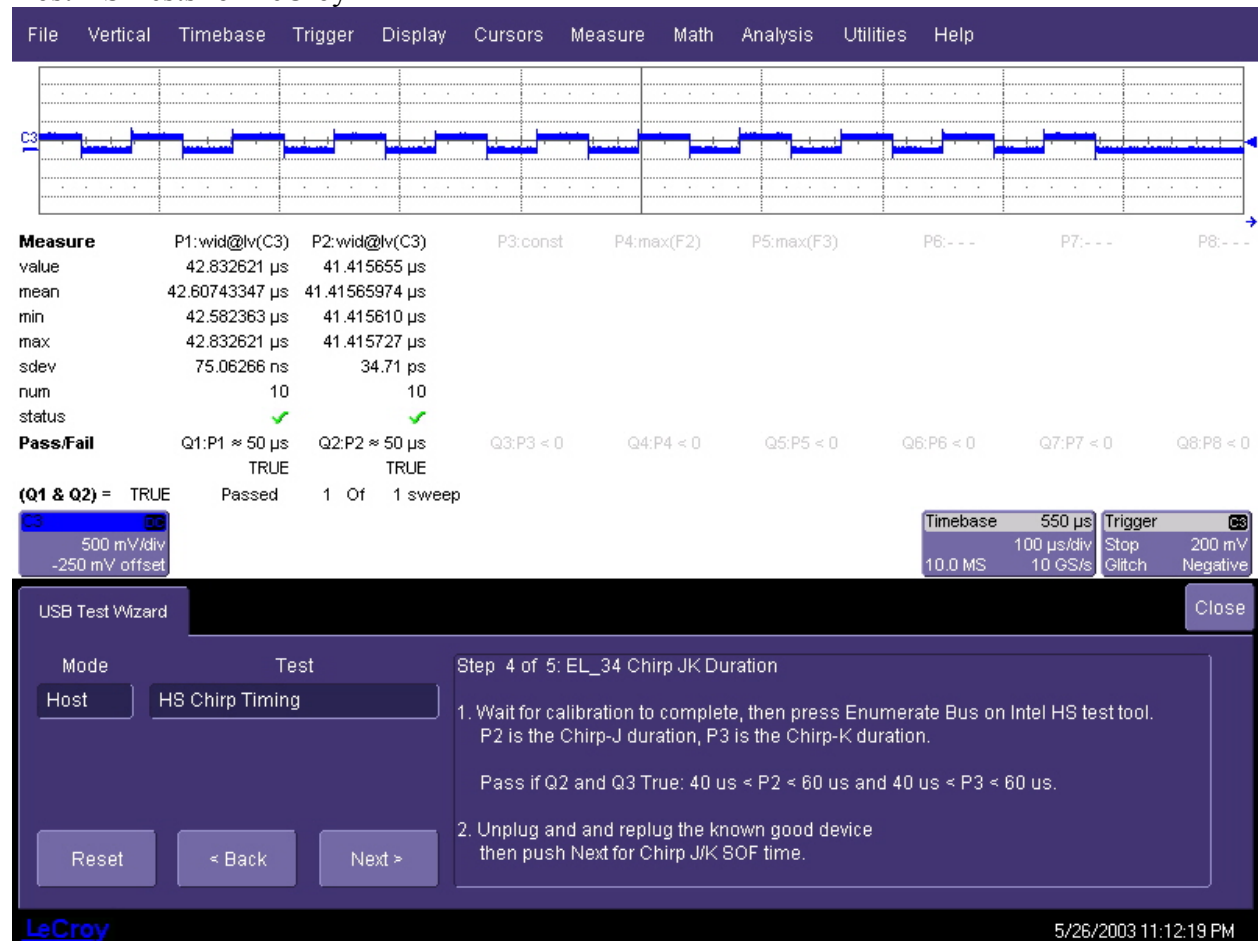 File Vertical Timebase Trigger Display Cursors Measure Math Analysis Utilities Help
C3
Measure P1:wid@lv(C3) P2:wid@lv(C3) P3:const P4:max(F2) P5:max(F3) P6:- - - P7:- - - P8:- - -
value 42.832621 µs 41.415655 µs
mean 42.60743347 µs 41.41565974 µs
min 42.582363 µs 41.415610 µs
max 42.832621 µs 41.415727 µs
sdev 75.06266 ns 34.71 ps
num 10 10
status
Pass/Fail Q1:P1 ≈ 50 µs Q2:P2 ≈ 50 µs Q3:P3 < 0 Q4:P4 < 0 Q5:P5 < 0 Q6:P6 < 0 Q7:P7 < 0 Q8:P8 < 0
TRUE TRUE
(Q1 & Q2) = TRUE Passed 1 Of 1 sweep
C3 DC
500 mV/div
-250 mV offset
Timebase 550 µs
100 µs/div
10.0 MS 10 GS/s
Trigger C3
Stop 200 mV
Glitch Negative
USB Test Wizard
Close
Mode Test
Host HS Chirp Timing
Reset < Back Next >
Step 4 of 5: EL_34 Chirp JK Duration
1. Wait for calibration to complete, then press Enumerate Bus on Intel HS test tool.
P2 is the Chirp-J duration, P3 is the Chirp-K duration.
Pass if Q2 and Q3 True: 40 us < P2 < 60 us and 40 us < P3 < 60 us.
2. Unplug and and replug the known good device
then push Next for Chirp J/K SOF time.
LeCroy
5/26/2003 11:12:19 PM